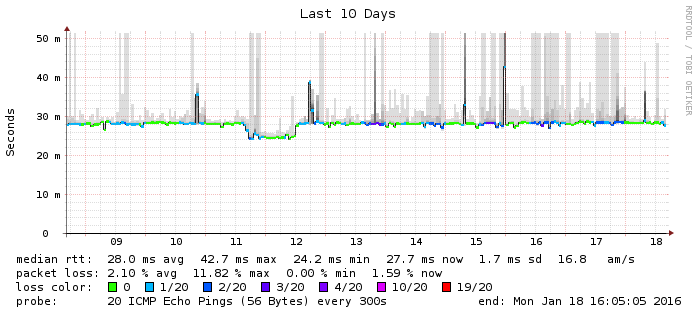 Last 10 Days
RRDTOOL / TOBI OETIKER
Seconds
50 m
40 m
30 m
20 m
10 m
0
09 10 11 12 13 14 15 16 17 18
median rtt: 28.0 ms avg 42.7 ms max 24.2 ms min 27.7 ms now 1.7 ms sd 16.8 am/s
packet loss: 2.10 % avg 11.82 % max 0.00 % min 1.59 % now
loss color: 0 1/20 2/20 3/20 4/20 10/20 19/20
probe: 20 ICMP Echo Pings (56 Bytes) every 300s end: Mon Jan 18 16:05:05 2016